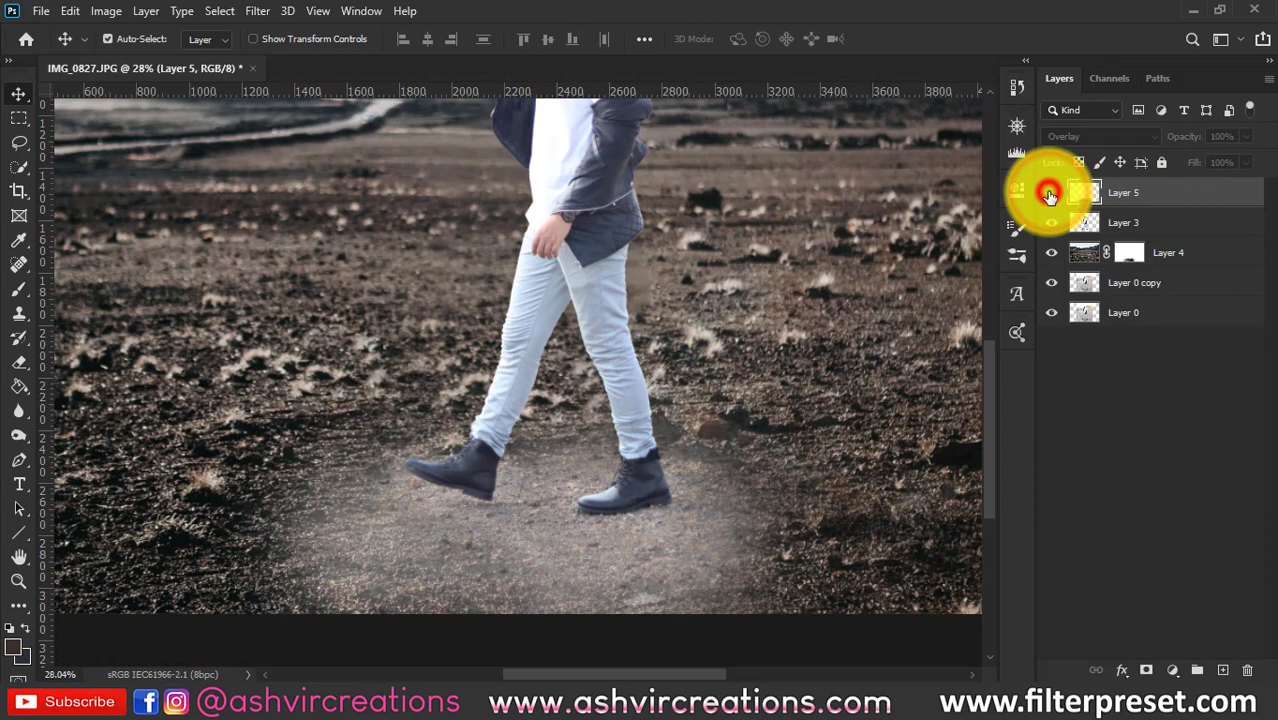 Ps File Edit Image Layer Type Select Filter 3D View Window Help
Auto-Select: Layer Show Transform Controls 3D Mode:
IMG_0827.JPG @ 28% (Layer 5, RGB/8) *
600 800 1000 1200 1400 1600 1800 2000 2200 2400 2600 2800 3000 3200 3400 3600 3800
Layers Channels Paths
Kind
Overlay Opacity: 100%
Lock: Fill: 100%
Layer 5
Layer 3
Layer 4
Layer 0 copy
Layer 0
28.04% sRGB IEC61966-2.1 (8bpc)
Subscribe @ashvircreations www.ashvircreations.com www.filterpreset.com